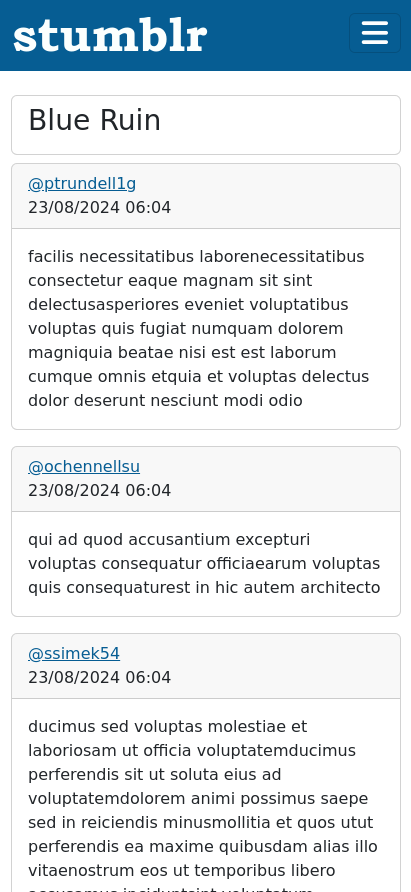 stumblr
Blue Ruin
@ptrundell1g
23/08/2024 06:04
facilis necessitatibus laborenecessitatibus
consectetur eaque magnam sit sint
delectusasperiores eveniet voluptatibus
voluptas quis fugiat numquam dolorem
magniquia beatae nisi est est laborum
cumque omnis etquia et voluptas delectus
dolor deserunt nesciunt modi odio
@ochennellsu
23/08/2024 06:04
qui ad quod accusantium excepturi
voluptas consequatur officiaearum voluptas
quis consequaturest in hic autem architecto
@ssimek54
23/08/2024 06:04
ducimus sed voluptas molestiae et
laboriosam ut officia voluptatemducimus
perferendis sit ut soluta eius ad
voluptatemdolorem animi possimus saepe
sed in reiciendis minusmollitia et quos utut
perferendis ea maxime quibusdam alias illo
vitaenostrum eos ut temporibus libero